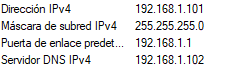 Dirección IPv4 192.168.1.101
Máscara de subred IPv4 255.255.255.0
Puerta de enlace predet... 192.168.1.1
Servidor DNS IPv4 192.168.1.102